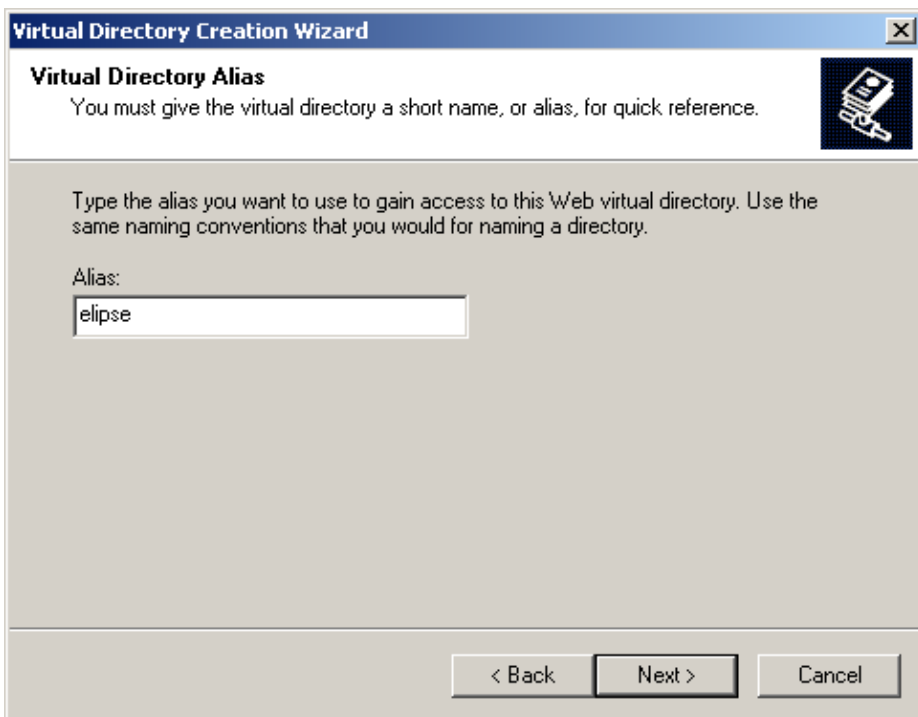 Virtual Directory Creation Wizard
Virtual Directory Alias
You must give the virtual directory a short name, or alias, for quick reference.
Type the alias you want to use to gain access to this Web virtual directory. Use the
same naming conventions that you would for naming a directory.
Alias:
elipse
< Back Next > Cancel